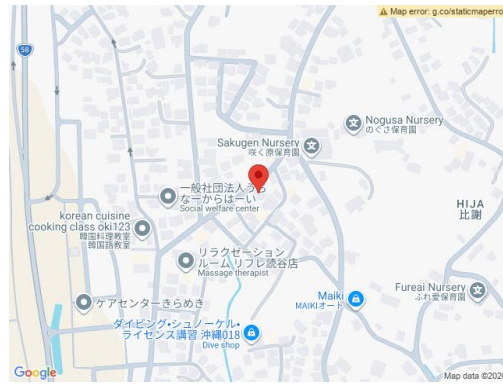 Map error: g.co/staticmaperro
58
Nogusa Nursery
のぐさ保育園
Sakugen Nursery
咲く原保育園
一般社団法人うち
なーからはーい
Social welfare center
HIJA
比謝
korean cuisine
cooking class oki123
韓国料理教室
韓国語教室
リラクゼーション
ルーム リフレ読谷店
Massage therapist
Fureai Nursery
ふれ愛保育園
Maiki
MAIKIオート
ケアセンターきらめき
ダイビング・シュノーケル・
ライセンス講習 沖縄018
Dive shop
Google
Map data ©202